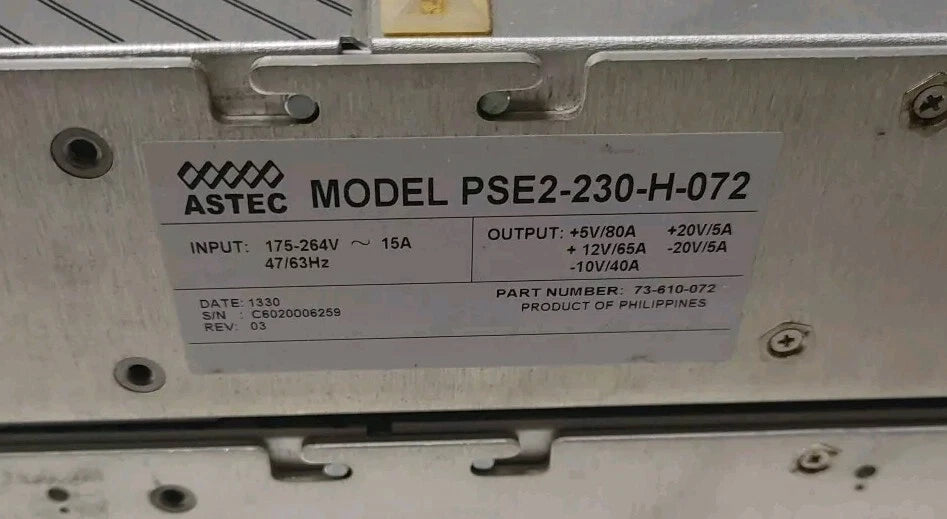 ASTEC MODEL PSE2-230-H-072
INPUT: 175-264V ~ 15A
47/63Hz
OUTPUT: +5V/80A +20V/5A
+ 12V/65A -20V/5A
-10V/40A
DATE: 1330
S/N : C6020006259
REV: 03
PART NUMBER: 73-610-072
PRODUCT OF PHILIPPINES